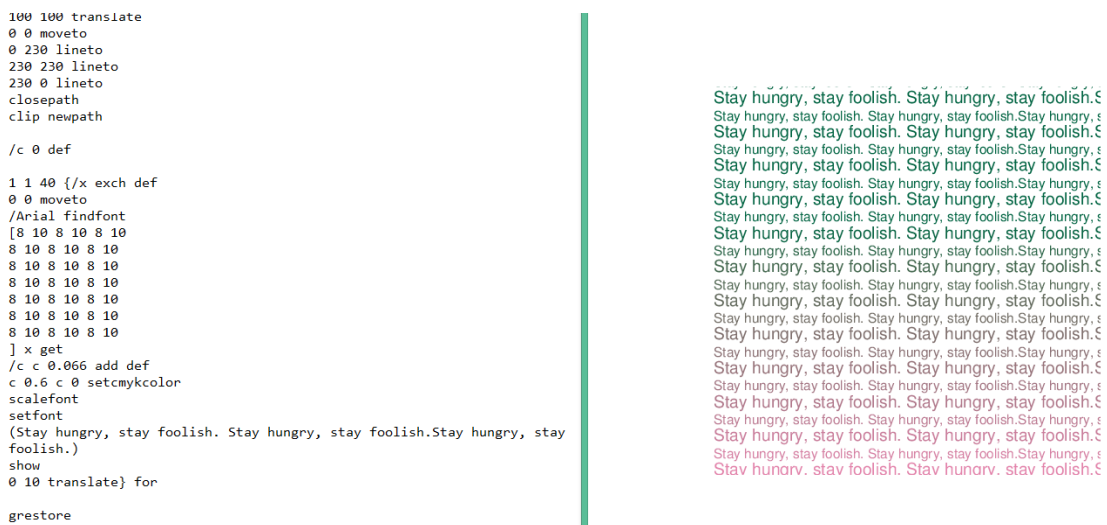 100 100 translate
0 0 moveto
0 230 lineto
230 230 lineto
230 0 lineto
closepath
clip newpath
/c 0 def
1 1 40 {/x exch def
0 0 moveto
/Arial findfont
[8 10 8 10 8 10
8 10 8 10 8 10
8 10 8 10 8 10
8 10 8 10 8 10
8 10 8 10 8 10
8 10 8 10 8 10
8 10 8 10 8 10
] x get
/c c 0.066 add def
c 0.6 c 0 setcmykcolor
scalefont
setfont
(Stay hungry, stay foolish. Stay hungry, stay foolish.Stay hungry, stay
foolish.)
show
0 10 translate} for
grestore
Stay hungry, stay foolish. Stay hungry, stay foolish.S
Stay hungry, stay foolish. Stay hungry, stay foolish.Stay hungry, s
Stay hungry, stay foolish. Stay hungry, stay foolish.S
Stay hungry, stay foolish. Stay hungry, stay foolish.Stay hungry, s
Stay hungry, stay foolish. Stay hungry, stay foolish.S
Stay hungry, stay foolish. Stay hungry, stay foolish.Stay hungry, s
Stay hungry, stay foolish. Stay hungry, stay foolish.S
Stay hungry, stay foolish. Stay hungry, stay foolish.Stay hungry, s
Stay hungry, stay foolish. Stay hungry, stay foolish.S
Stay hungry, stay foolish. Stay hungry, stay foolish.Stay hungry, s
Stay hungry, stay foolish. Stay hungry, stay foolish.S
Stay hungry, stay foolish. Stay hungry, stay foolish.Stay hungry, s
Stay hungry, stay foolish. Stay hungry, stay foolish.S
Stay hungry, stay foolish. Stay hungry, stay foolish.Stay hungry, s
Stay hungry, stay foolish. Stay hungry, stay foolish.S
Stay hungry, stay foolish. Stay hungry, stay foolish.Stay hungry, s
Stay hungry, stay foolish. Stay hungry, stay foolish.S
Stay hungry, stay foolish. Stay hungry, stay foolish.Stay hungry, s
Stay hungry, stay foolish. Stay hungry, stay foolish.S
Stay hungry, stay foolish. Stay hungry, stay foolish.Stay hungry, s
Stay hungry, stay foolish. Stay hungry, stay foolish.S
Stay hungry, stay foolish. Stay hungry, stay foolish.Stay hungry, s
Stay hungry, stay foolish. Stay hungry, stay foolish.S